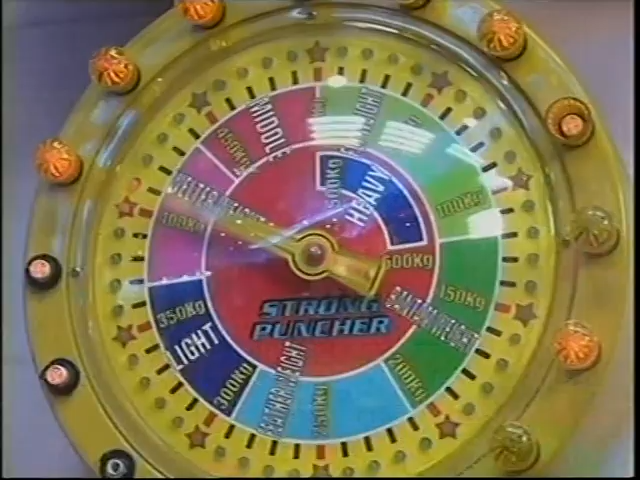 MIDDLE
450Kg
500Kg
HEAVY
WELTER WEIGHT
400Kg
100Kg
600Kg
350Kg
LIGHT
300Kg
STRONG
PUNCHER
BANTAM WEIGHT
150Kg
200Kg
FEATHER WEIGHT
250Kg